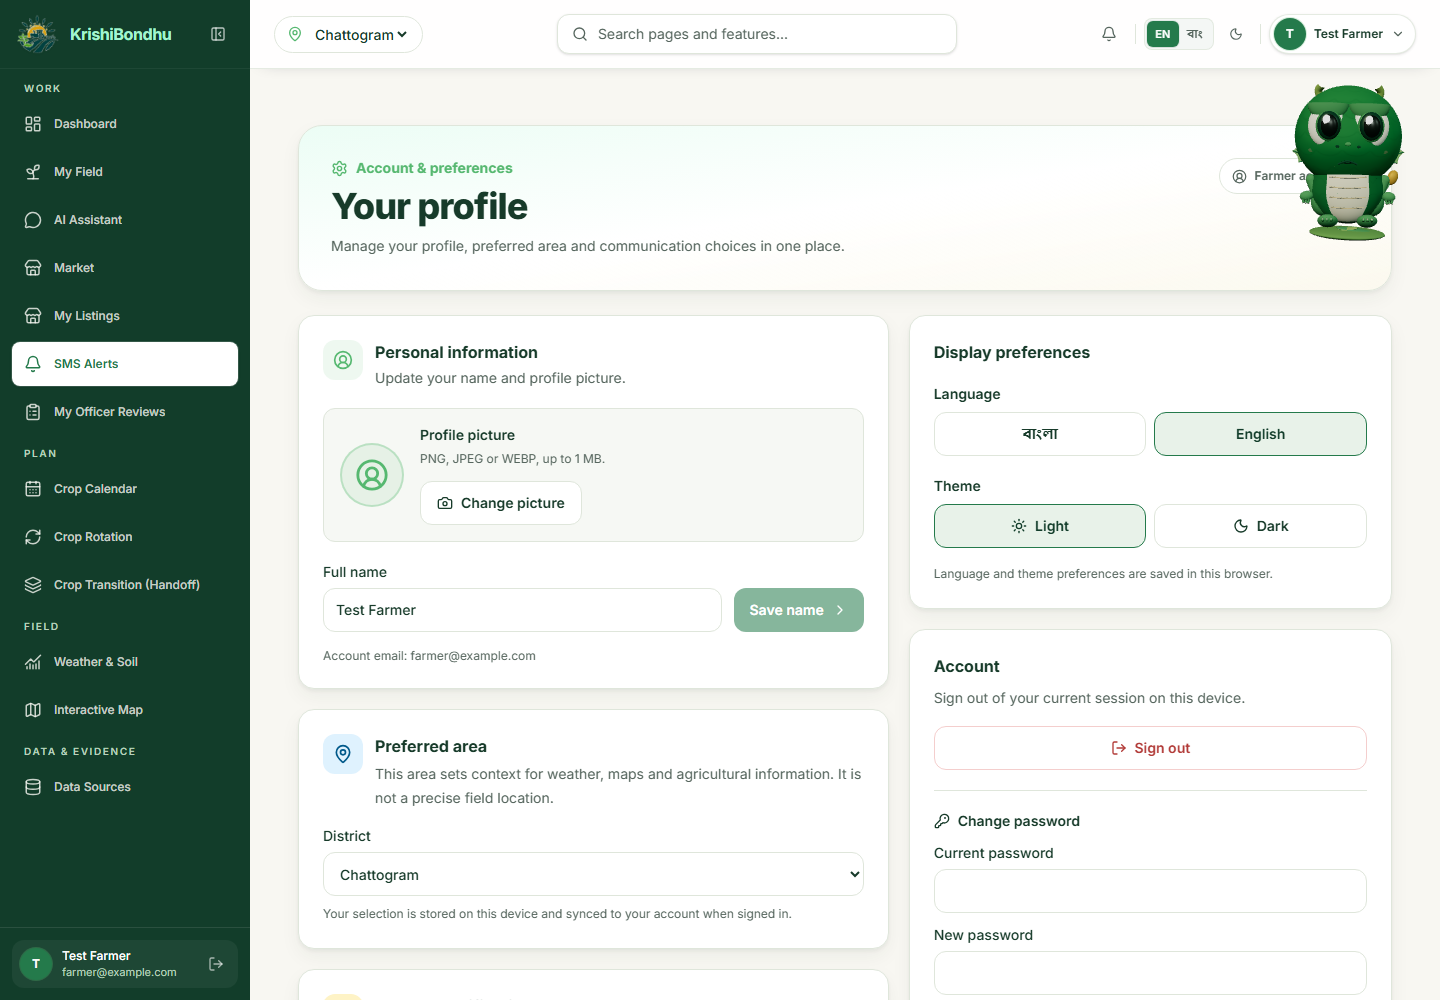 KrishiBondhu
WORK
Dashboard
My Field
AI Assistant
Market
My Listings
SMS Alerts
My Officer Reviews
PLAN
Crop Calendar
Crop Rotation
Crop Transition (Handoff)
FIELD
Weather & Soil
Interactive Map
DATA & EVIDENCE
Data Sources
T
Test Farmer
farmer@example.com
Chattogram
Search pages and features...
EN
বাং
T
Test Farmer
Account & preferences
Farmer
Your profile
Manage your profile, preferred area and communication choices in one place.
Personal information
Update your name and profile picture.
Profile picture
PNG, JPEG or WEBP, up to 1 MB.
Change picture
Full name
Test Farmer
Save name
Account email: farmer@example.com
Preferred area
This area sets context for weather, maps and agricultural information. It is
not a precise field location.
District
Chattogram
Your selection is stored on this device and synced to your account when signed in.
Display preferences
Language
বাংলা
English
Theme
Light
Dark
Language and theme preferences are saved in this browser.
Account
Sign out of your current session on this device.
Sign out
Change password
Current password
New password